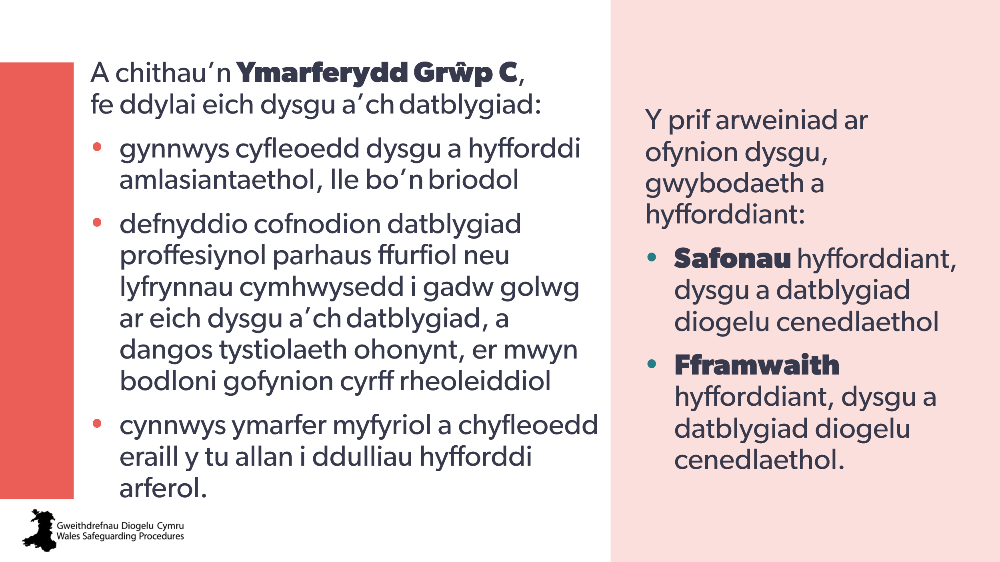 A chithau’n Ymarferydd Grŵp C,
fe ddylai eich dysgu a’ch datblygiad:
• gynnwys cyfleoedd dysgu a hyfforddi
amlasiantaethol, lle bo’n briodol
• defnyddio cofnodion datblygiad
proffesiynol parhaus ffurfiol neu
lyfrynnau cymhwysedd i gadw golwg
ar eich dysgu a’ch datblygiad, a
dangos tystiolaeth ohonynt, er mwyn
bodloni gofynion cyrff rheoleiddiol
• cynnwys ymarfer myfyriol a chyfleoedd
eraill y tu allan i ddulliau hyfforddi
arferol.
Y prif arweiniad ar
ofynion dysgu,
gwybodaeth a
hyfforddiant:
• Safonau hyfforddiant,
dysgu a datblygiad
diogelu cenedlaethol
• Fframwaith
hyfforddiant, dysgu a
datblygiad diogelu
cenedlaethol.
Gweithdrefnau Diogelu Cymru
Wales Safeguarding Procedures